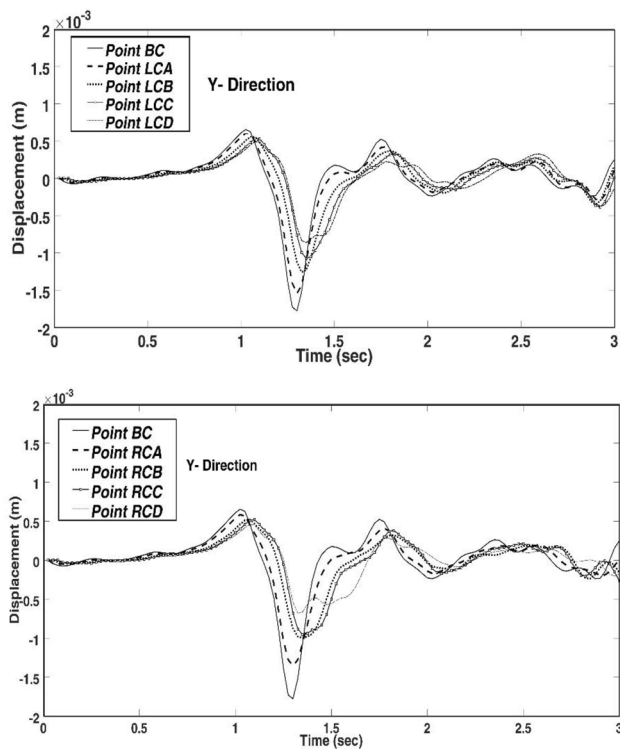 ×10⁻³
2
1.5
1
0.5
0
-0.5
-1
-1.5
-2
Displacement (m)
Point BC
Point LCA
Point LCB
Point LCC
Point LCD
Y- Direction
0 0.5 1 1.5 2 2.5 3
Time (sec)
×10⁻³
2
1.5
1
0.5
0
-0.5
-1
-1.5
-2
Displacement (m)
Point BC
Point RCA
Point RCB
Point RCC
Point RCD
Y- Direction
0 0.5 1 1.5 2 2.5 3
Time (sec)